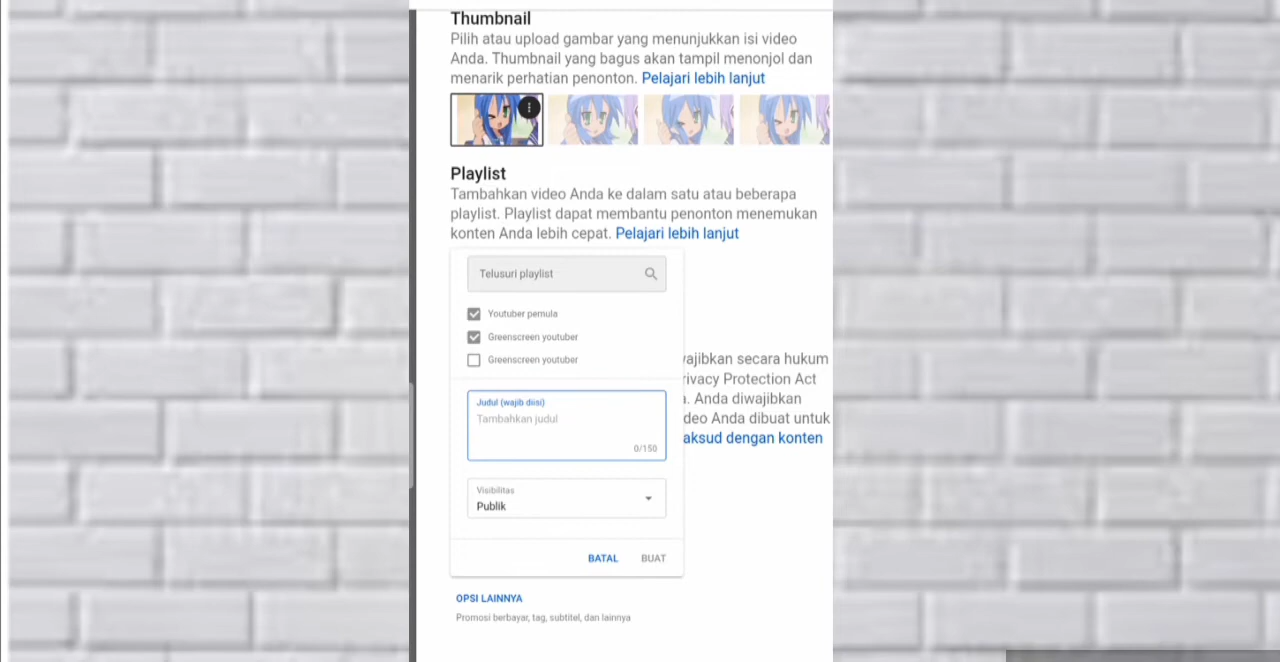 Thumbnail
Pilih atau upload gambar yang menunjukkan isi video
Anda. Thumbnail yang bagus akan tampil menonjol dan
menarik perhatian penonton. Pelajari lebih lanjut
Playlist
Tambahkan video Anda ke dalam satu atau beberapa
playlist. Playlist dapat membantu penonton menemukan
konten Anda lebih cepat. Pelajari lebih lanjut
Telusuri playlist
Youtuber pemula
Greenscreen youtuber
Greenscreen youtuber
ajibkan secara hukum
rivacy Protection Act
. Anda diwajibkan
deo Anda dibuat untuk
aksud dengan konten
Judul (wajib diisi)
Tambahkan judul
0/150
Visibilitas
Publik
BATAL BUAT
OPSI LAINNYA
Promosi berbayar, tag, subtitel, dan lainnya